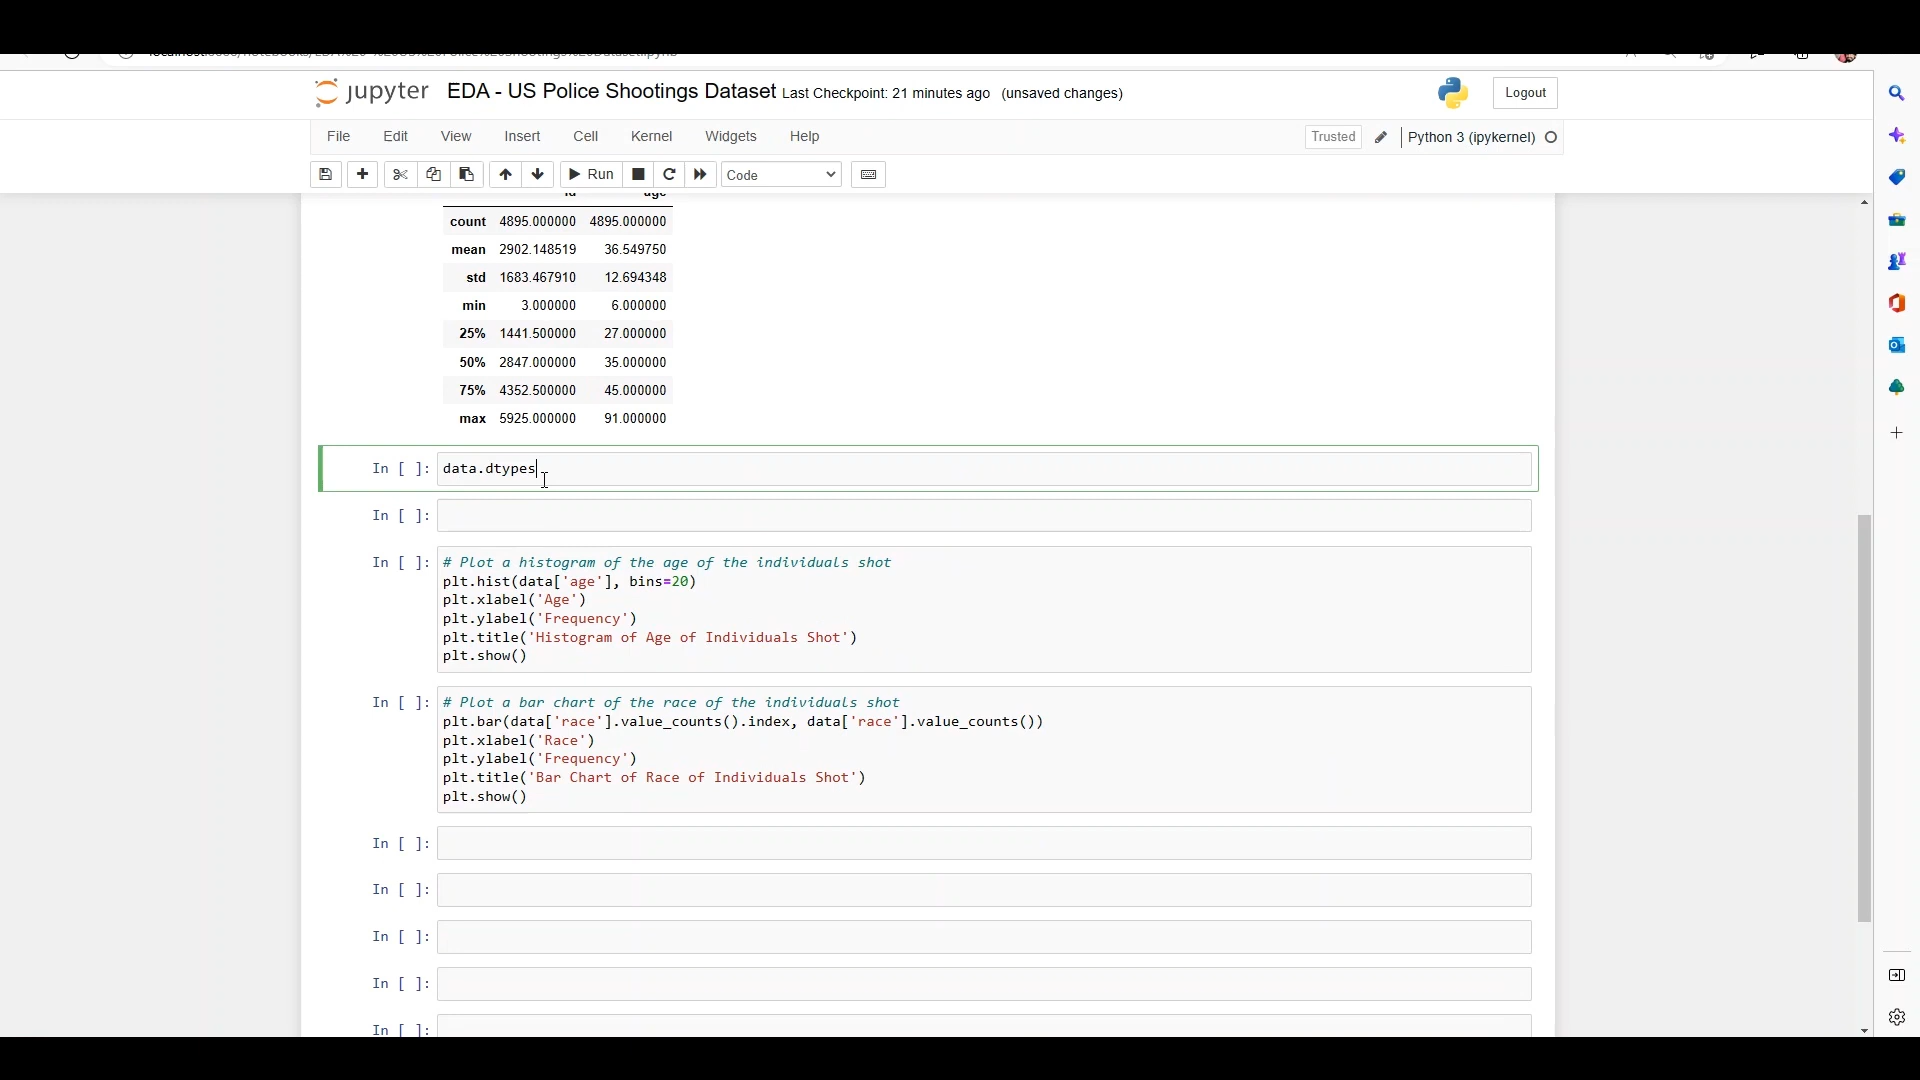 jupyter EDA - US Police Shootings Dataset Last Checkpoint: 21 minutes ago (unsaved changes) Logout
File Edit View Insert Cell Kernel Widgets Help Trusted Python 3 (ipykernel)
Run Code
id age
count 4895.000000 4895.000000
mean 2902.148519 36.549750
std 1683.467910 12.694348
min 3.000000 6.000000
25% 1441.500000 27.000000
50% 2847.000000 35.000000
75% 4352.500000 45.000000
max 5925.000000 91.000000
In [ ]: data.dtypes
In [ ]:
In [ ]: # Plot a histogram of the age of the individuals shot
plt.hist(data['age'], bins=20)
plt.xlabel('Age')
plt.ylabel('Frequency')
plt.title('Histogram of Age of Individuals Shot')
plt.show()
In [ ]: # Plot a bar chart of the race of the individuals shot
plt.bar(data['race'].value_counts().index, data['race'].value_counts())
plt.xlabel('Race')
plt.ylabel('Frequency')
plt.title('Bar Chart of Race of Individuals Shot')
plt.show()
In [ ]:
In [ ]:
In [ ]:
In [ ]:
In [ ]: